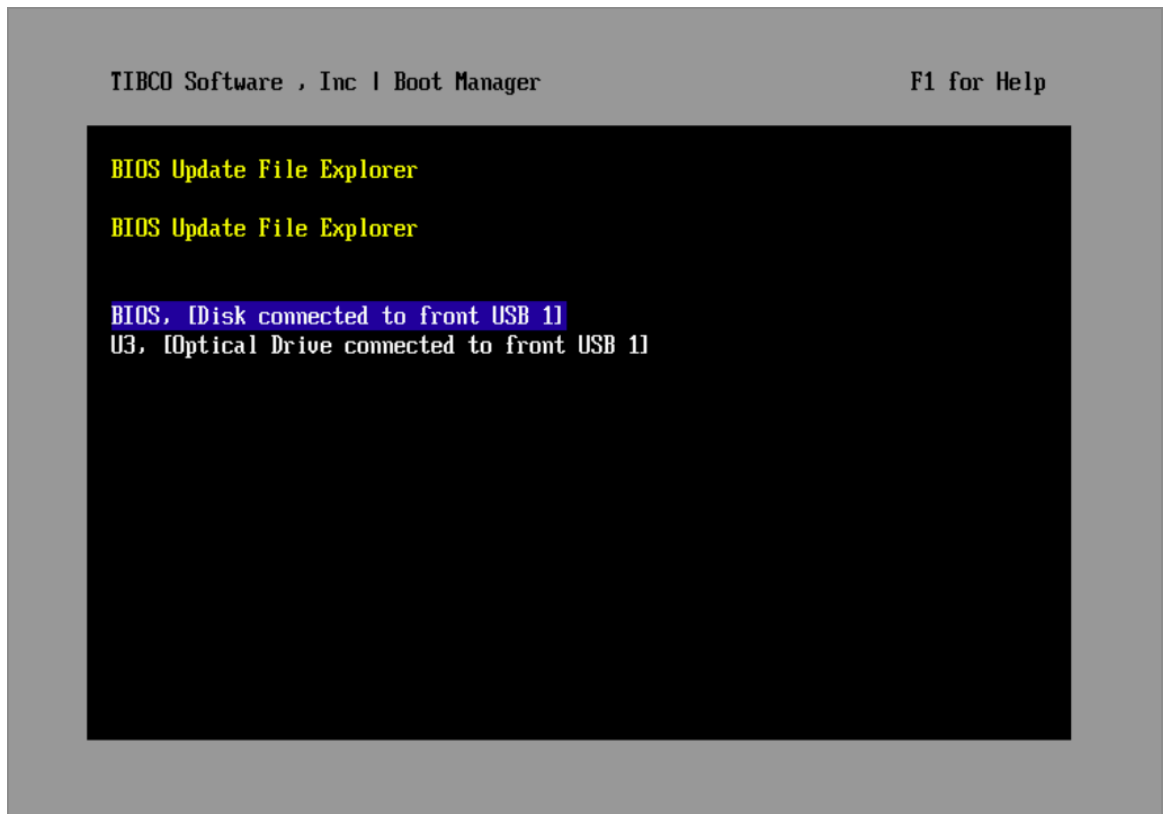 TIBCO Software , Inc | Boot Manager F1 for Help
BIOS Update File Explorer
BIOS Update File Explorer
BIOS, [Disk connected to front USB 1]
U3, [Optical Drive connected to front USB 1]